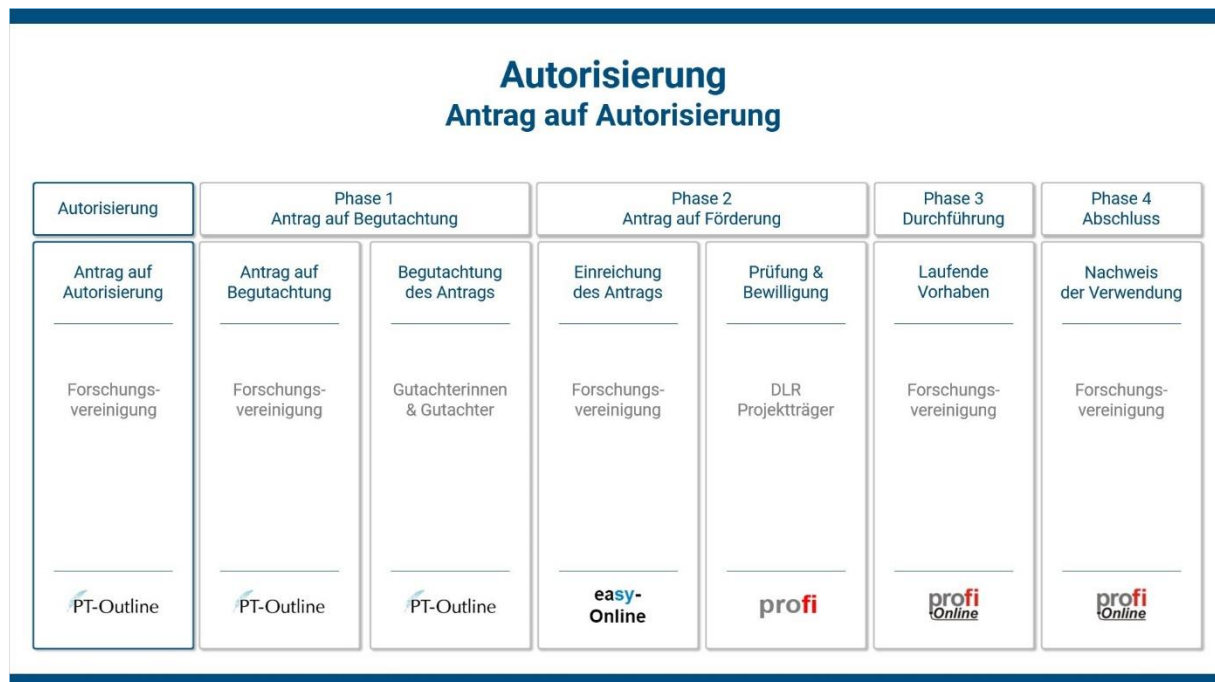 Autorisierung
Antrag auf Autorisierung
Autorisierung
Phase 1
Antrag auf Begutachtung
Phase 2
Antrag auf Förderung
Phase 3
Durchführung
Phase 4
Abschluss
Antrag auf
Autorisierung
Forschungs-
vereinigung
PT-Outline
Antrag auf
Begutachtung
Forschungs-
vereinigung
PT-Outline
Begutachtung
des Antrags
Gutachterinnen
& Gutachter
PT-Outline
Einreichung
des Antrags
Forschungs-
vereinigung
easy-
Online
Prüfung &
Bewilligung
DLR
Projektträger
profi
Laufende
Vorhaben
Forschungs-
vereinigung
profi
Online
Nachweis
der Verwendung
Forschungs-
vereinigung
profi
Online